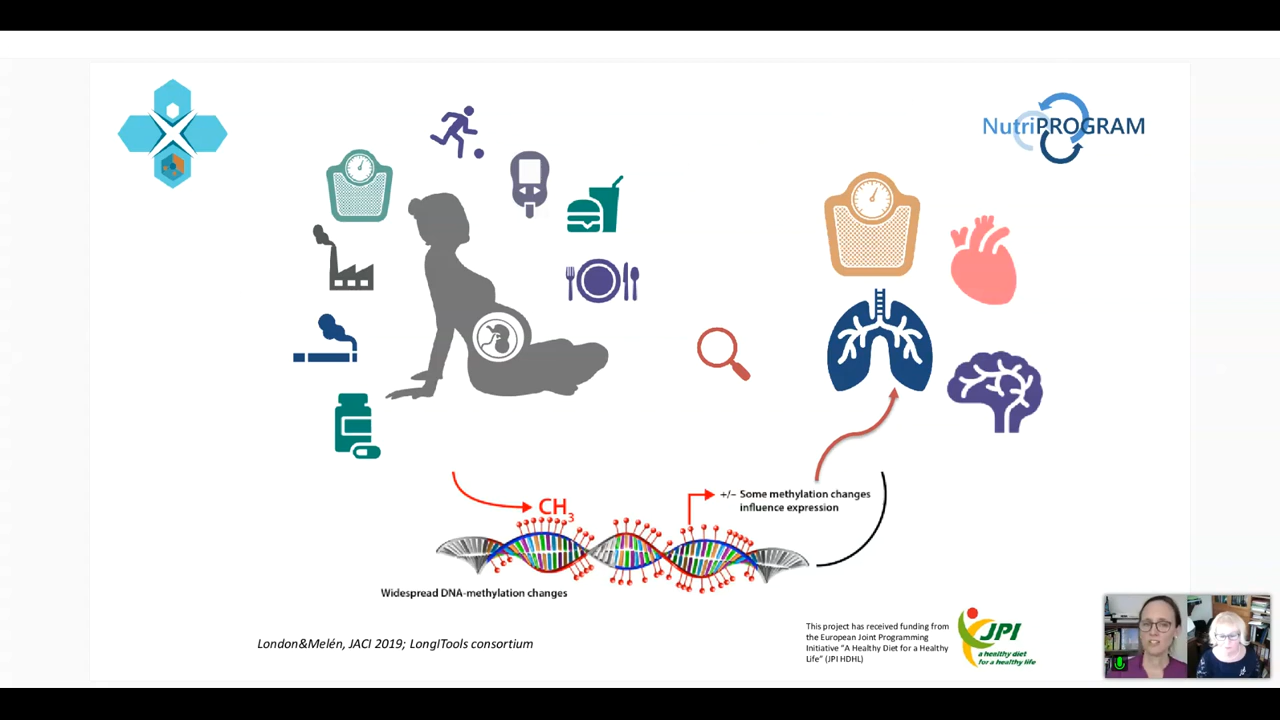 NutriPROGRAM
CH3
+/– Some methylation changes
influence expression
Widespread DNA-methylation changes
London&Melén, JACI 2019; LongITools consortium
This project has received funding from
the European Joint Programming
Initiative “A Healthy Diet for a Healthy
Life” (JPI HDHL)
JPI
a healthy diet
for a healthy life